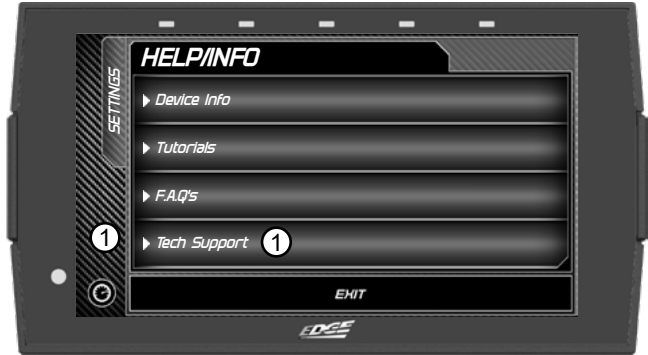 HELP/INFO
SETTINGS
Device Info
Tutorials
F.A.Q's
1
Tech Support 1
EXIT
EDGE